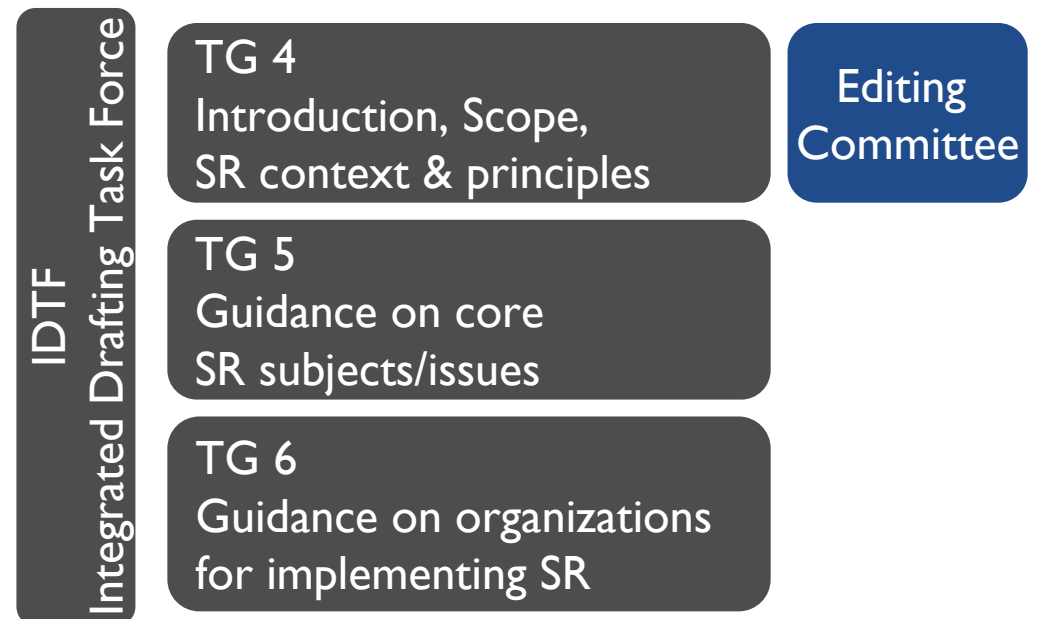 IDTF
Integrated Drafting Task Force
TG 4
Introduction, Scope,
SR context & principles
Editing
Committee
TG 5
Guidance on core
SR subjects/issues
TG 6
Guidance on organizations
for implementing SR